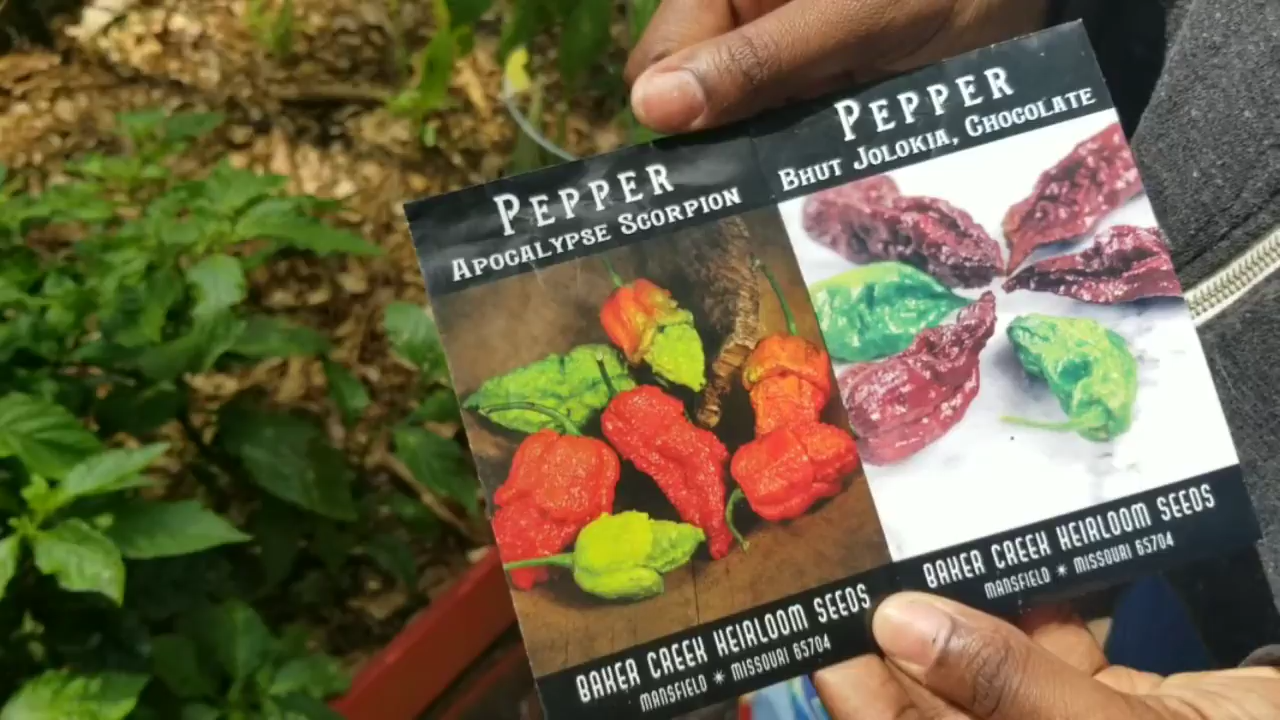 PEPPER
APOCALYPSE SCORPION
BAKER CREEK HEIRLOOM SEEDS
MANSFIELD * MISSOURI 65704
PEPPER
BHUT JOLOKIA, CHOCOLATE
BAKER CREEK HEIRLOOM SEEDS
MANSFIELD * MISSOURI 65704